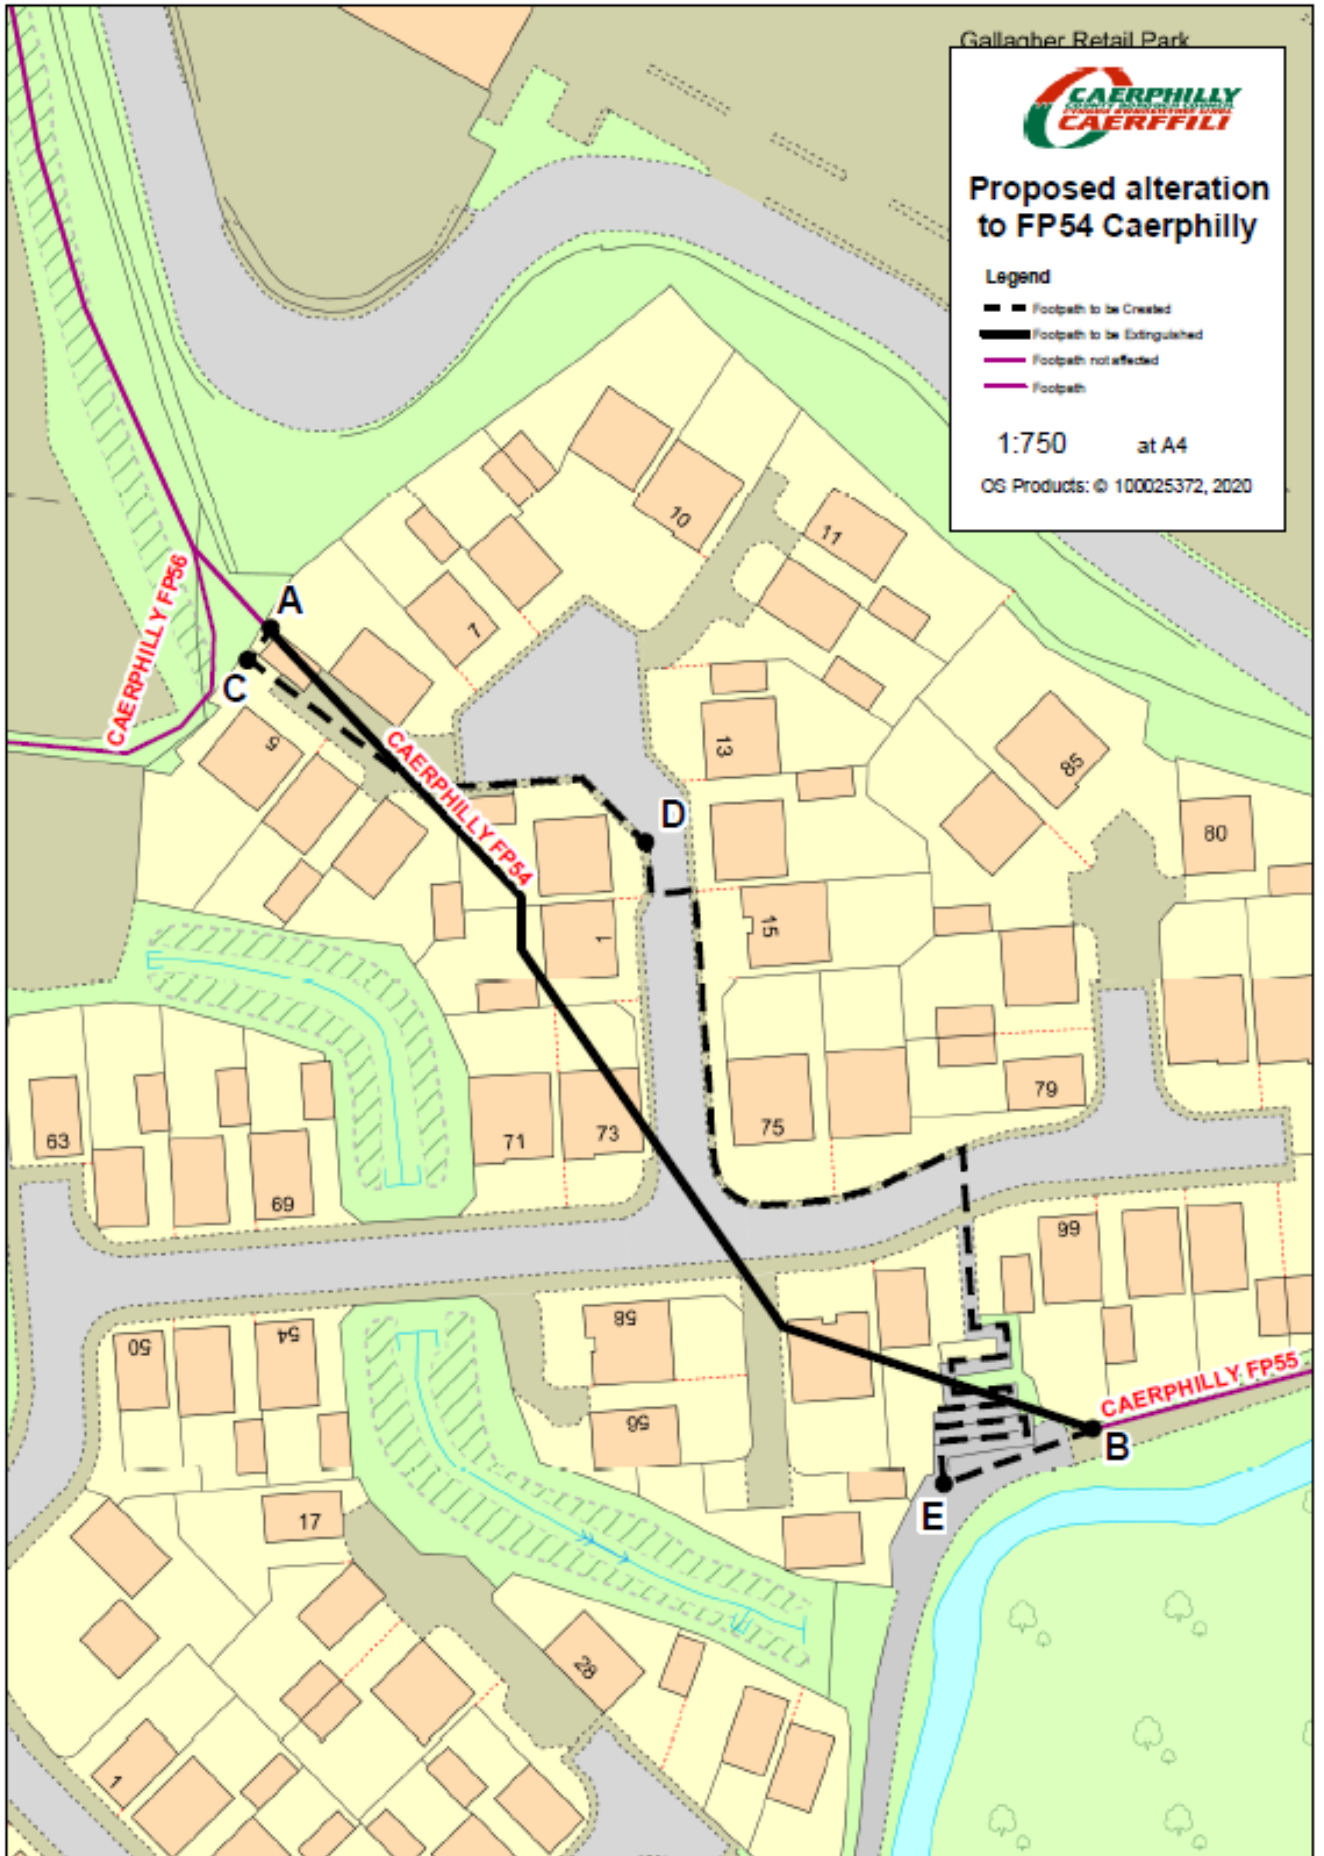 Gallagher Retail Park
CAERPHILLY
COUNTY BOROUGH COUNCIL
CAERFFILI
Proposed alteration
to FP54 Caerphilly
Legend
Footpath to be Created
Footpath to be Extinguished
Footpath not affected
Footpath
1:750 at A4
OS Products: © 100025372, 2020
10
11
CAERPHILLY FP56
A
7
C
5
13
85
CAERPHILLY FP54
D
80
1
15
63
71
73
75
79
69
50
54
58
99
56
CAERPHILLY FP55
B
E
17
28
1